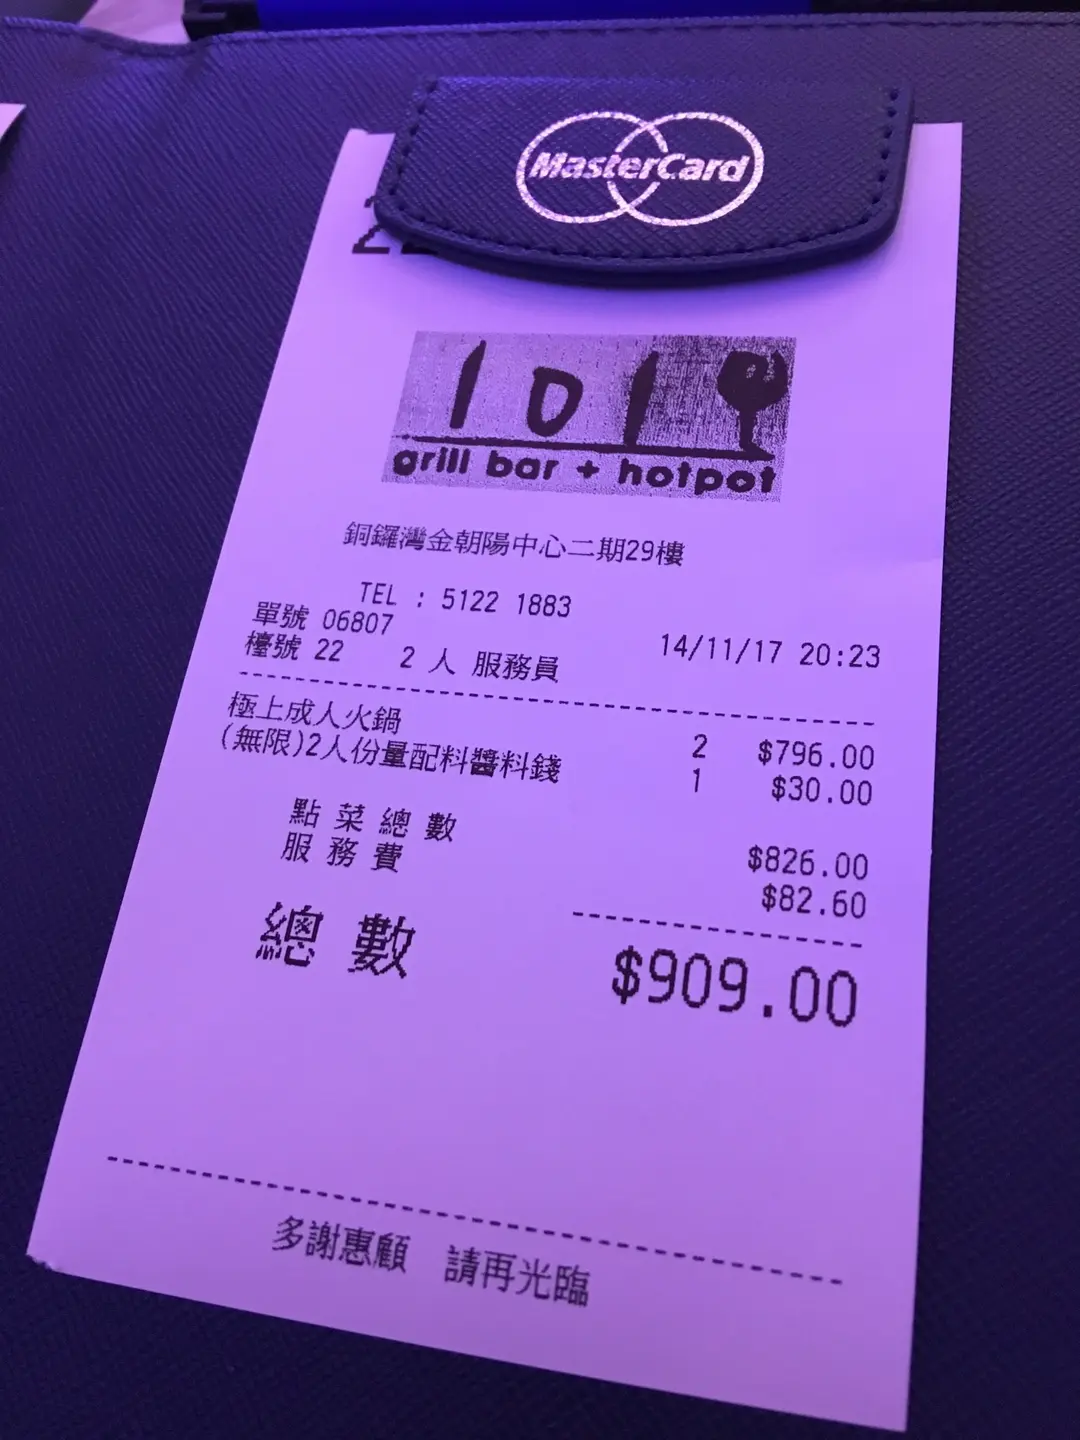 MasterCard
101
grill bar + hotpot
銅鑼灣金朝陽中心二期29樓
TEL : 5122 1883
單號 06807
14/11/17 20:23
檯號 22 2 人 服務員
極上成人火鍋 2 $796.00
(無限)2人份量配料醬料錢 1 $30.00
點菜總數 $826.00
服務費 $82.60
總數 $909.00
多謝惠顧 請再光臨